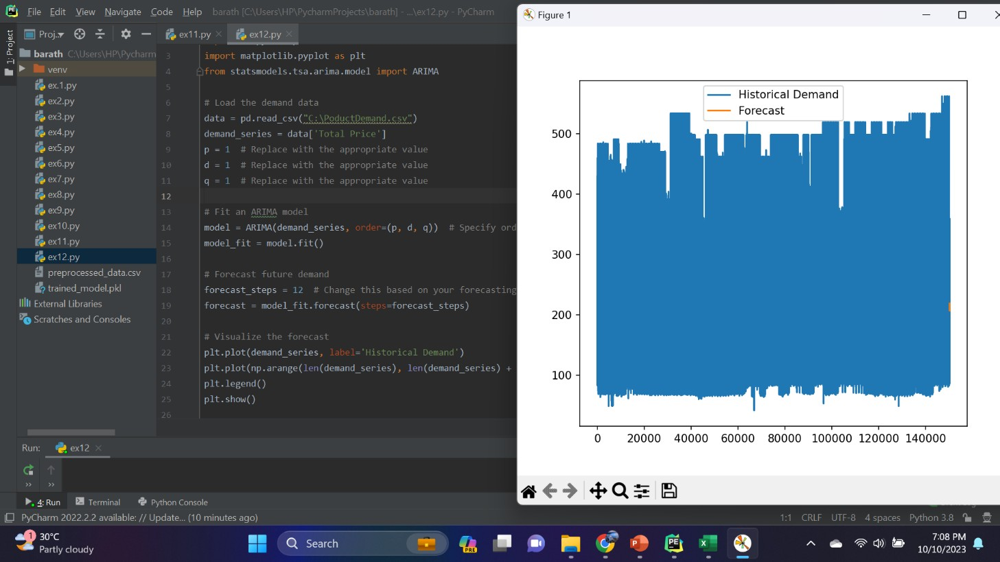 File Edit View Navigate Code Help barath [C:\Users\HP\PycharmProjects\barath] - ...\ex12.py - PyCharm
Figure 1
1: Project
Proj...
ex11.py
ex12.py
barath C:\Users\HP\Pycharm
venv
ex.1.py
ex2.py
ex3.py
ex4.py
ex5.py
ex6.py
ex7.py
ex8.py
ex9.py
ex10.py
ex11.py
ex12.py
preprocessed_data.csv
trained_model.pkl
External Libraries
Scratches and Consoles
3 import matplotlib.pyplot as plt
4 from statsmodels.tsa.arima.model import ARIMA
5
6 # Load the demand data
7 data = pd.read_csv("C:\PoductDemand.csv")
8 demand_series = data['Total Price']
9 p = 1 # Replace with the appropriate value
10 d = 1 # Replace with the appropriate value
11 q = 1 # Replace with the appropriate value
12
13 # Fit an ARIMA model
14 model = ARIMA(demand_series, order=(p, d, q)) # Specify ord
15 model_fit = model.fit()
16
17 # Forecast future demand
18 forecast_steps = 12 # Change this based on your forecasting
19 forecast = model_fit.forecast(steps=forecast_steps)
20
21 # Visualize the forecast
22 plt.plot(demand_series, label='Historical Demand')
23 plt.plot(np.arange(len(demand_series), len(demand_series) +
24 plt.legend()
25 plt.show()
26
Historical Demand
Forecast
500
400
300
200
100
0 20000 40000 60000 80000 100000 120000 140000
Run: ex12
4: Run Terminal Python Console
PyCharm 2022.2.2 available: // Update... (10 minutes ago)
1:1 CRLF UTF-8 4 spaces Python 3.8
1
30°C
Partly cloudy
Search
PRE
PE
7:08 PM
10/10/2023